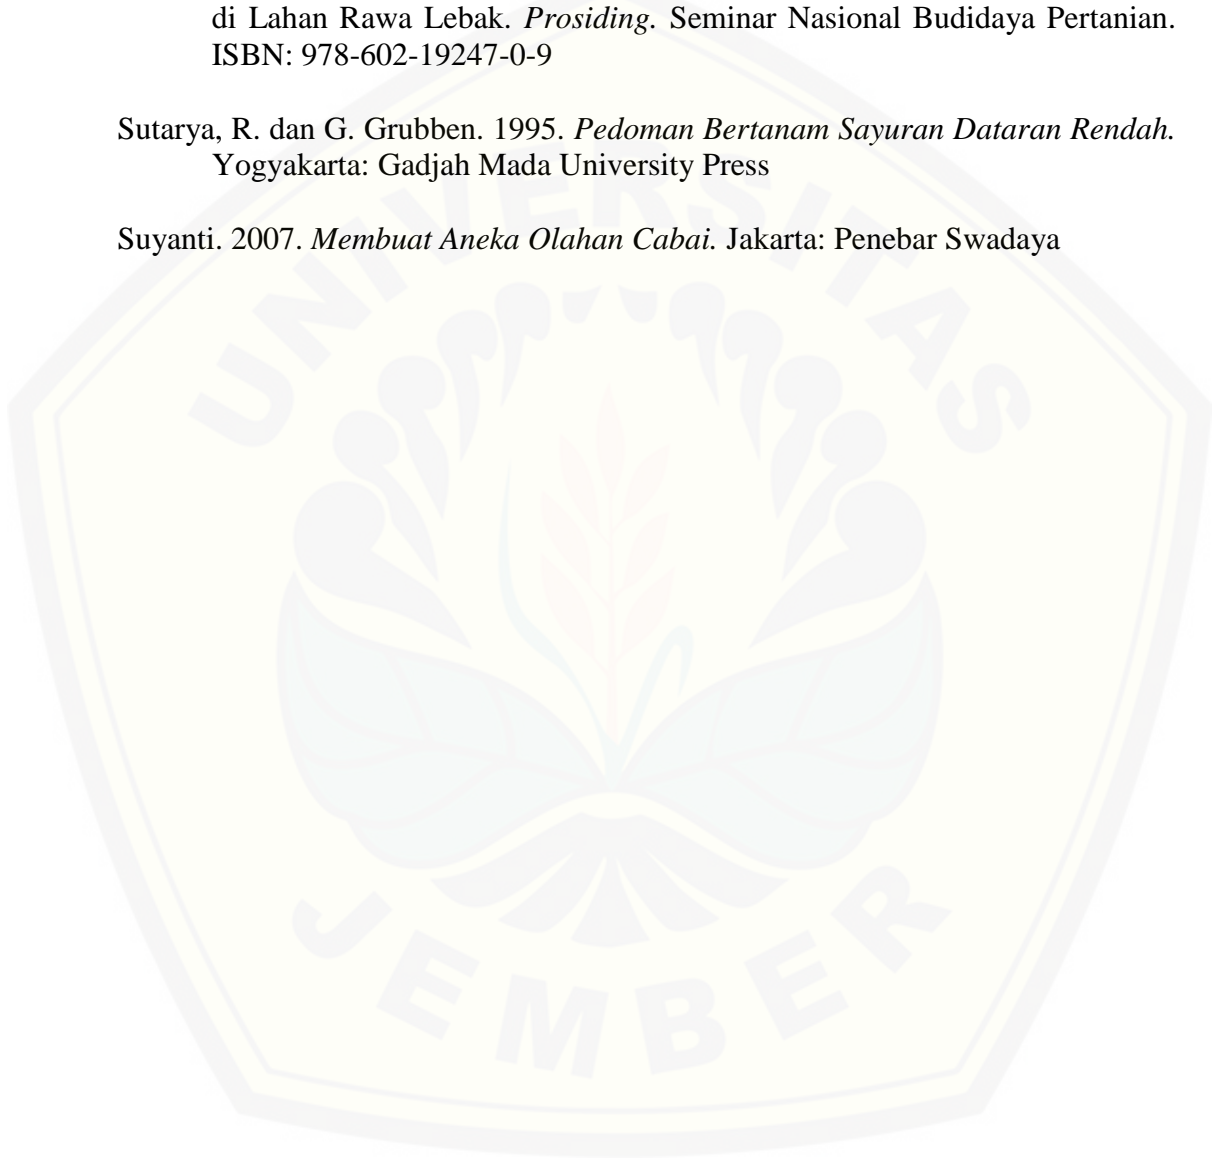 di Lahan Rawa Lebak. Prosiding. Seminar Nasional Budidaya Pertanian.
ISBN: 978-602-19247-0-9
Sutarya, R. dan G. Grubben. 1995. Pedoman Bertanam Sayuran Dataran Rendah.
Yogyakarta: Gadjah Mada University Press
Suyanti. 2007. Membuat Aneka Olahan Cabai. Jakarta: Penebar Swadaya
UNIVERSITAS
JEMBER